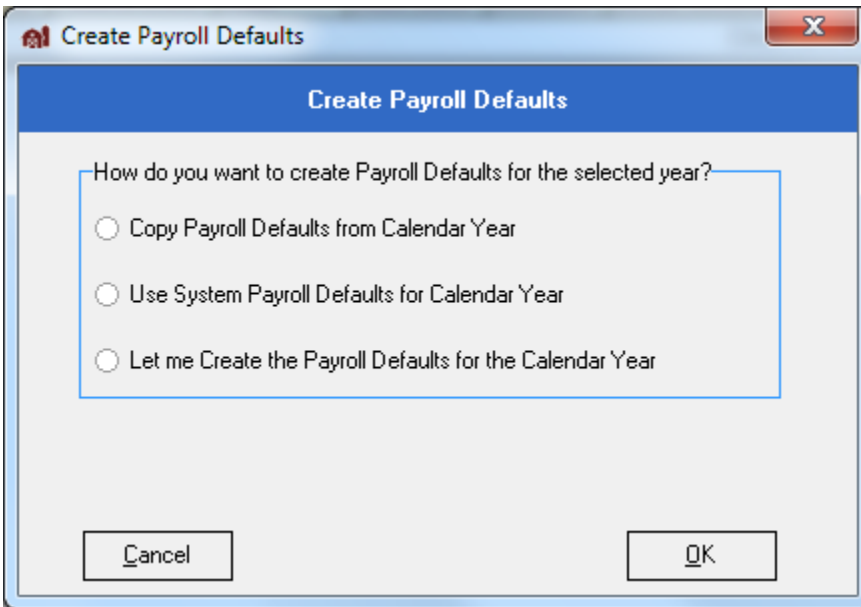 Create Payroll Defaults
Create Payroll Defaults
How do you want to create Payroll Defaults for the selected year?
Copy Payroll Defaults from Calendar Year
Use System Payroll Defaults for Calendar Year
Let me Create the Payroll Defaults for the Calendar Year
Cancel OK